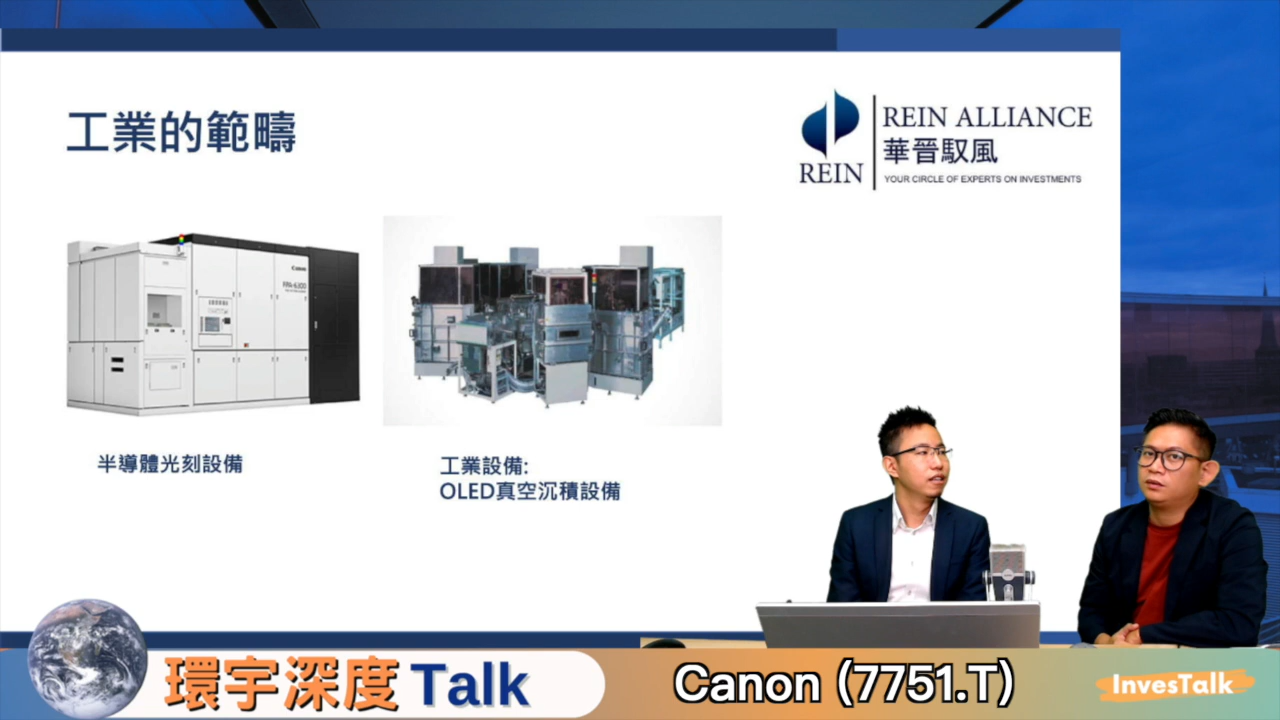 工業的範疇
REIN
REIN ALLIANCE
華晉馭風
YOUR CIRCLE OF EXPERTS ON INVESTMENTS
Canon
FPA-6300
半導體光刻設備
工業設備:
OLED真空沉積設備
環宇深度 Talk
Canon (7751.T)
InvesTalk